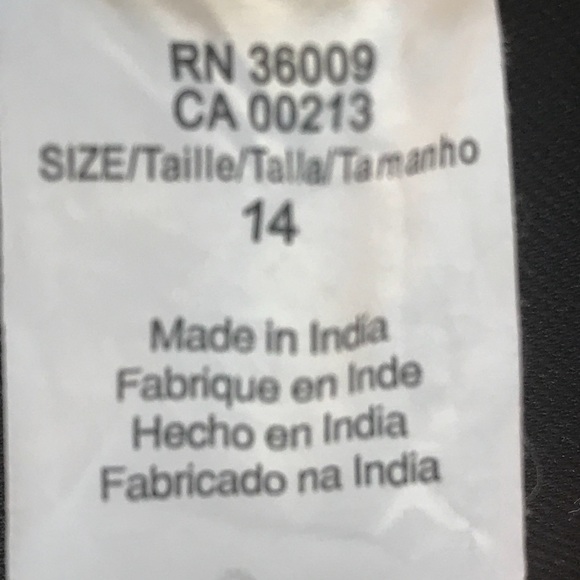 RN 36009
CA 00213
SIZE/Taille/Talla/Tamanho
14
Made in India
Fabrique en Inde
Hecho en India
Fabricado na India